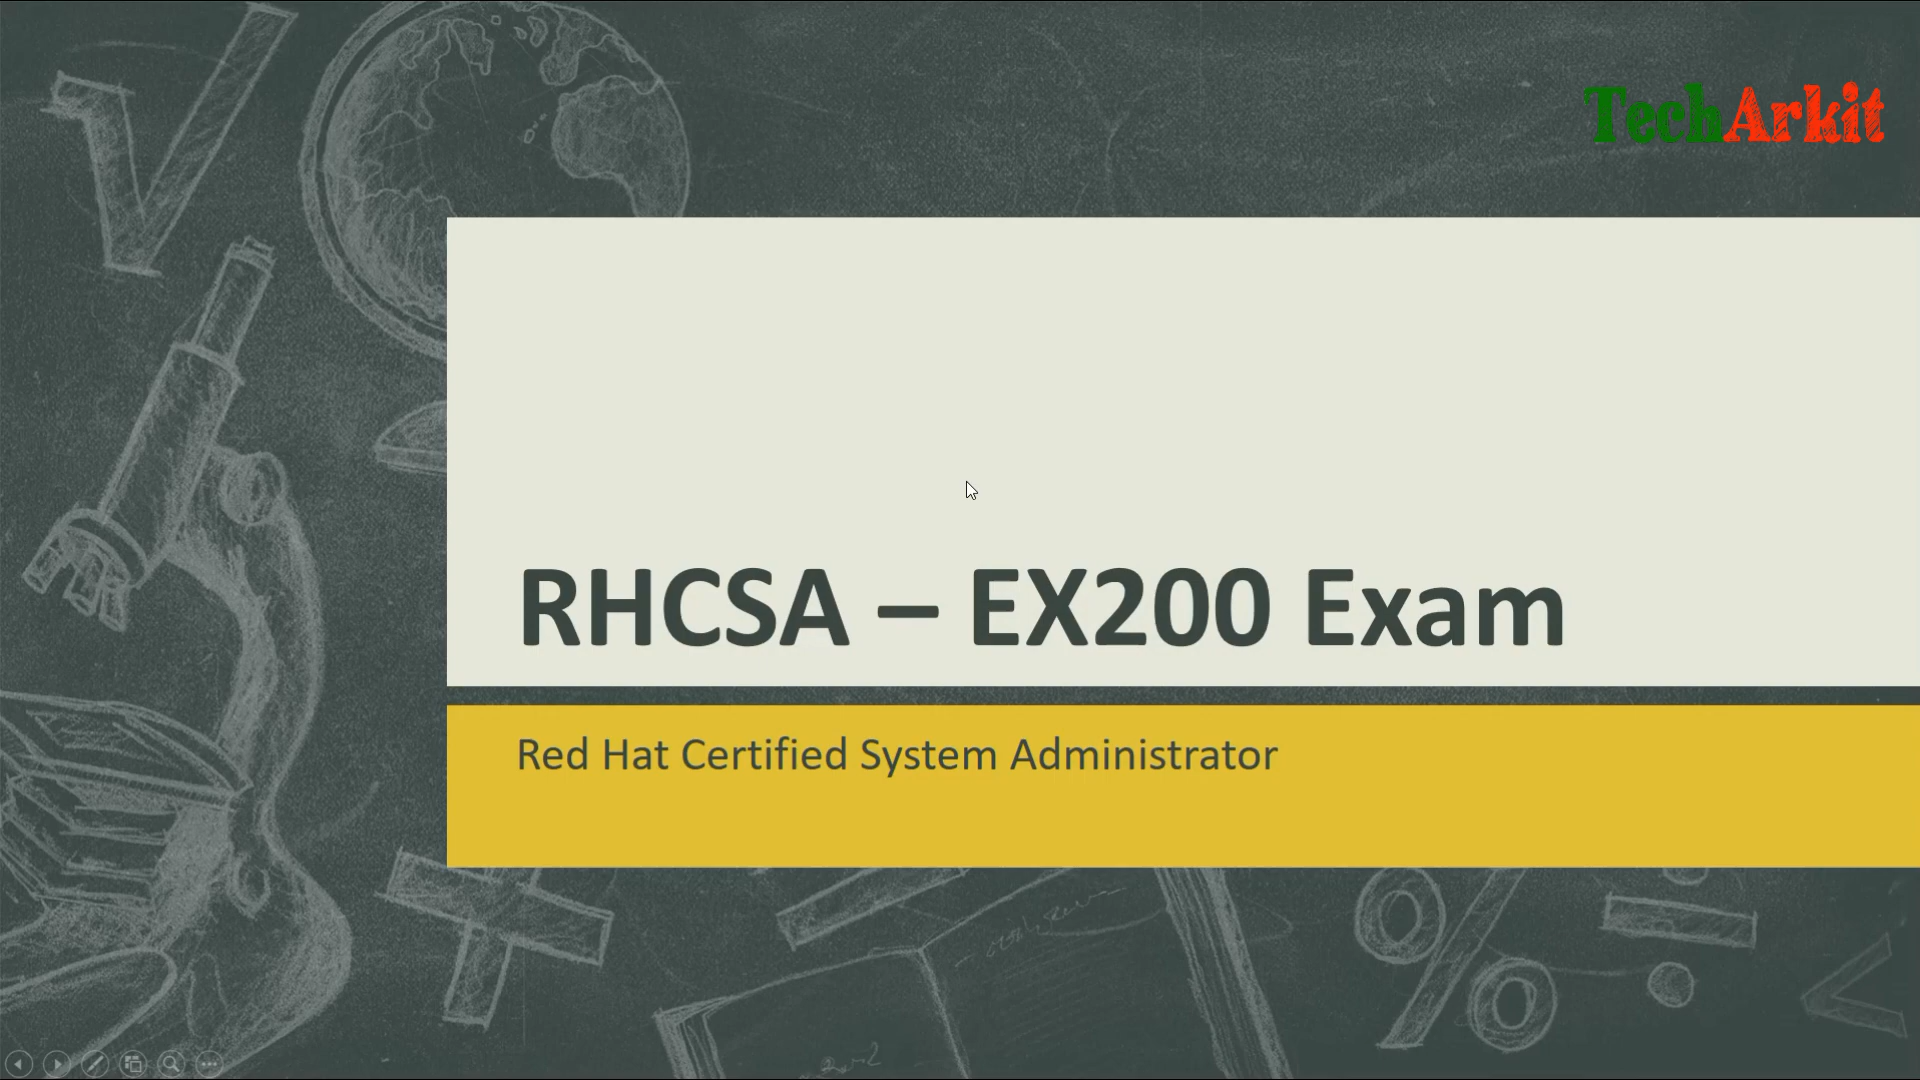 TechArkit
RHCSA – EX200 Exam
Red Hat Certified System Administrator